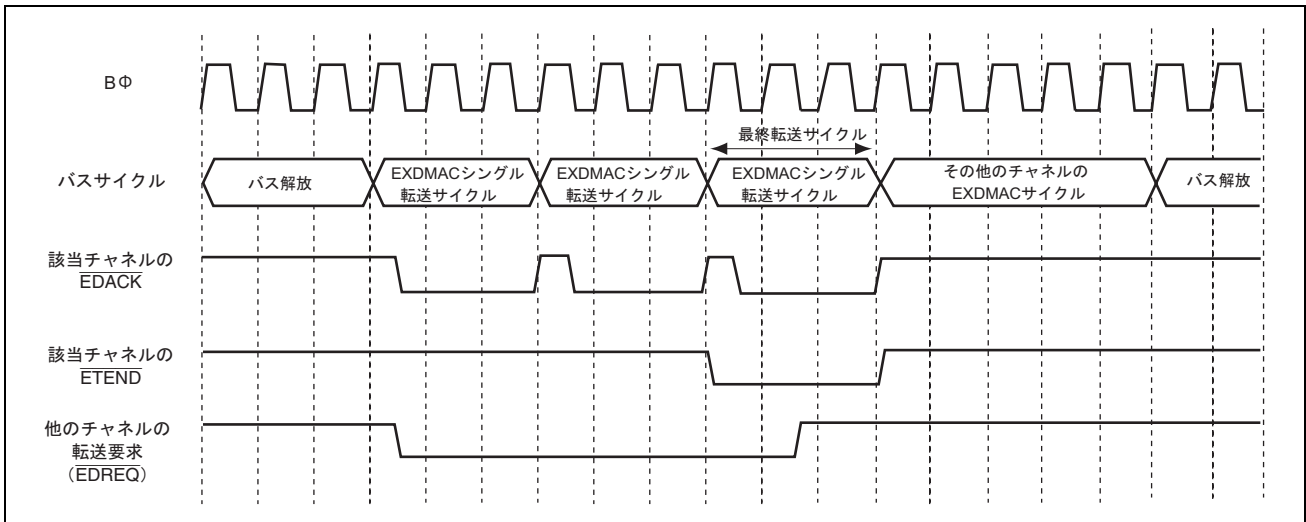 BΦ
最終転送サイクル
バスサイクル
バス解放
EXDMACシングル
転送サイクル
EXDMACシングル
転送サイクル
EXDMACシングル
転送サイクル
その他のチャネルの
EXDMACサイクル
バス解放
該当チャネルの
EDACK
該当チャネルの
ETEND
他のチャネルの
転送要求
（EDREQ）